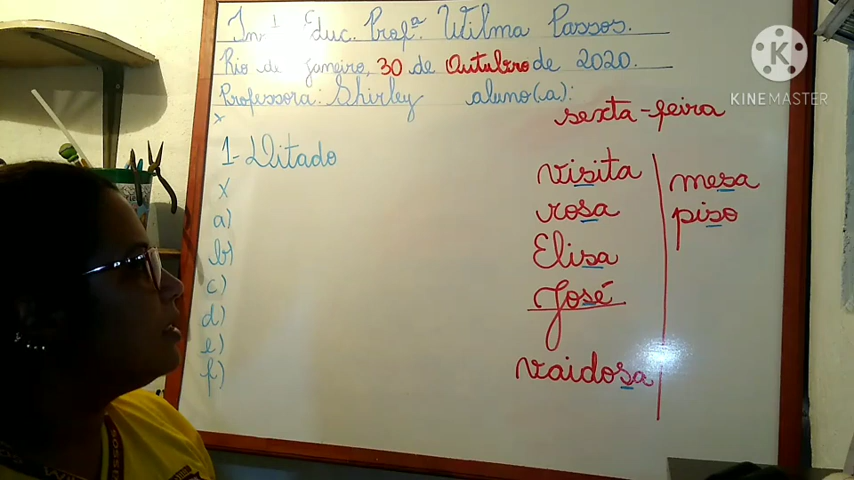 Inst Educ. Profª. Wilma Passos.
Rio de janeiro, 30 de Outubro de 2020.
Professora: Shirley aluno(a):
sexta-feira
x
1- Ditado
x
a)
b)
c)
d)
e)
f)
visita
rosa
Elisa
José
vaidosa
mesa
piso
KINEMASTER